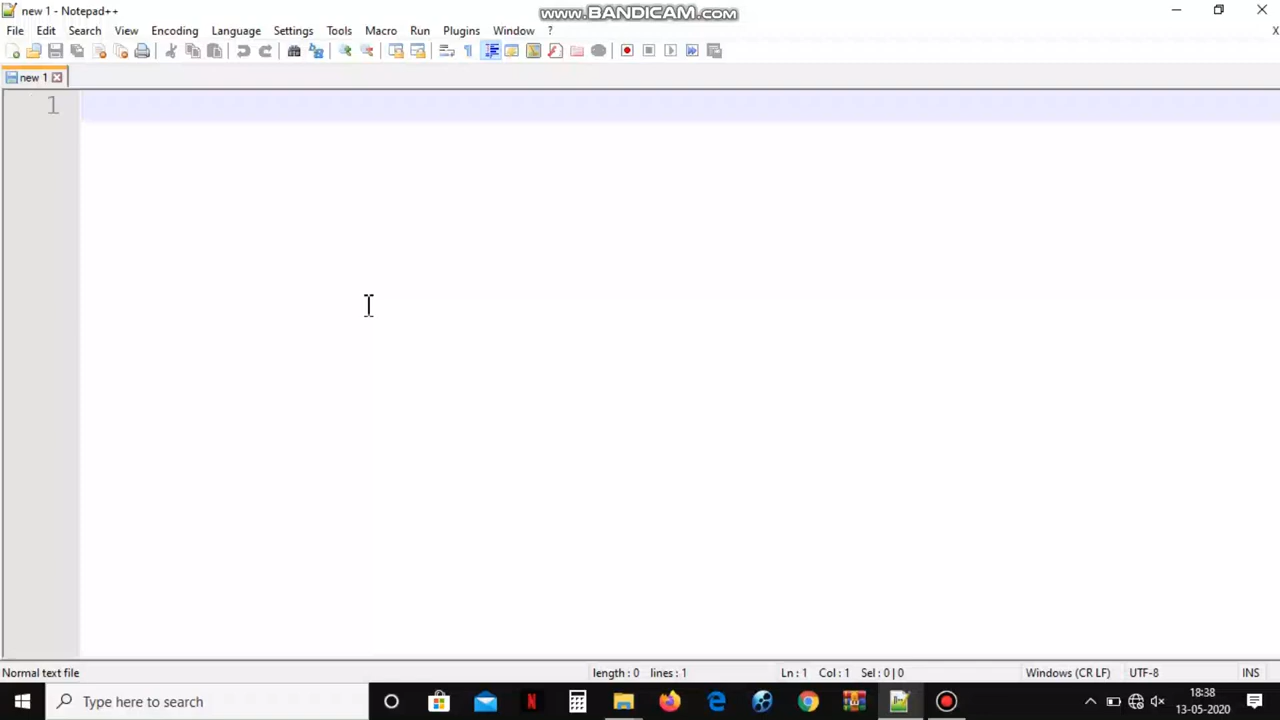 new 1 - Notepad++
www.BANDICAM.com
File Edit Search View Encoding Language Settings Tools Macro Run Plugins Window ? X
new 1
1
Normal text file length : 0 lines : 1 Ln : 1 Col : 1 Sel : 0 | 0 Windows (CR LF) UTF-8 INS
Type here to search
18:38
13-05-2020